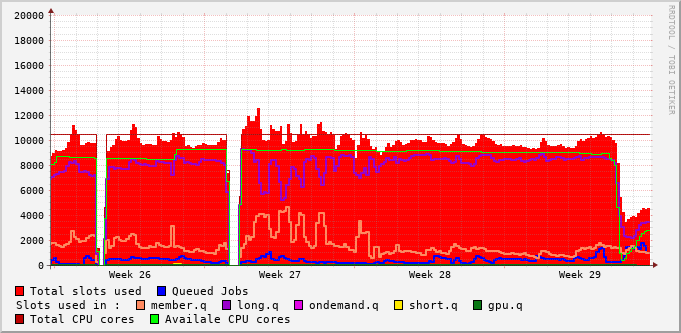 20000
18000
16000
14000
12000
10000
8000
6000
4000
2000
0
Week 26 Week 27 Week 28 Week 29
RRDTOOL / TOBI OETIKER
Total slots used Queued Jobs
Slots used in : member.q long.q ondemand.q short.q gpu.q
Total CPU cores Availale CPU cores